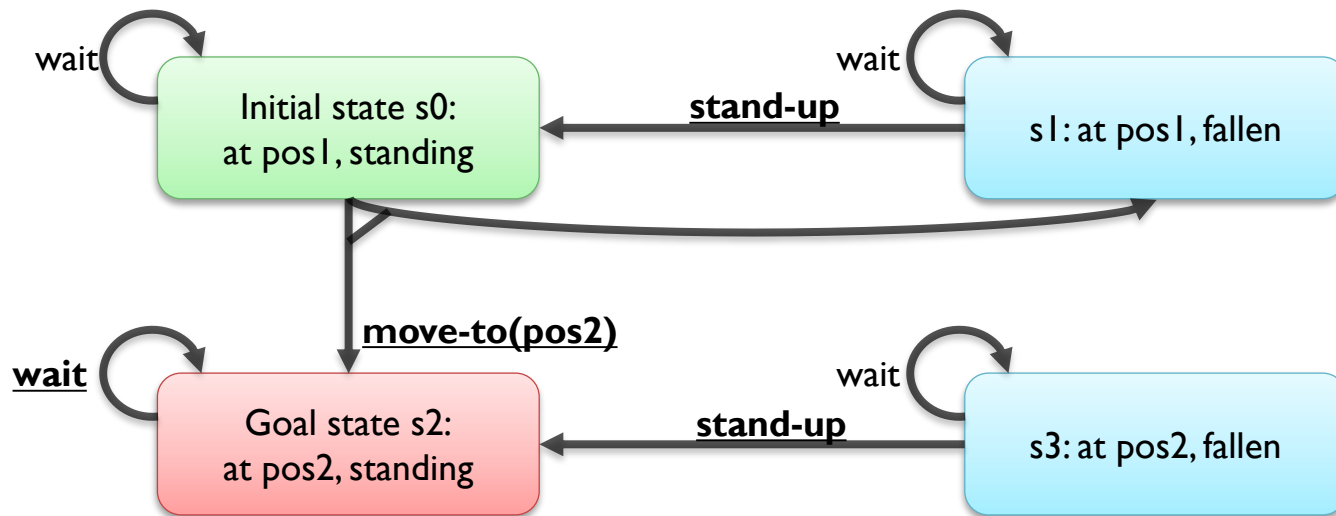 wait
Initial state s0:
at pos1, standing
stand-up
wait
s1: at pos1, fallen
move-to(pos2)
wait
Goal state s2:
at pos2, standing
stand-up
wait
s3: at pos2, fallen